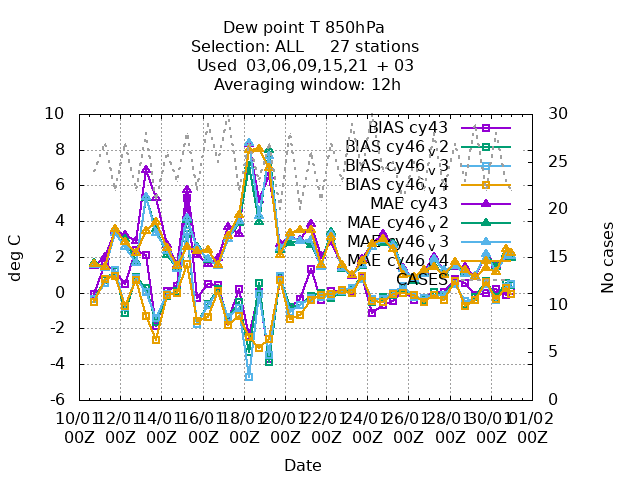 Dew point T 850hPa
Selection: ALL 27 stations
Used 03,06,09,15,21 + 03
Averaging window: 12h
BIAS cy43
BIAS cy46_v2
BIAS cy46_v3
BIAS cy46_v4
MAE cy43
MAE cy46_v2
MAE cy46_v3
MAE cy46_v4
CASES
deg C
10
8
6
4
2
0
-2
-4
-6
No cases
30
25
20
15
10
5
0
10/01 12/01 14/01 16/01 18/01 20/01 22/01 24/01 26/01 28/01 30/01 01/02
00Z 00Z 00Z 00Z 00Z 00Z 00Z 00Z 00Z 00Z 00Z 00Z
Date